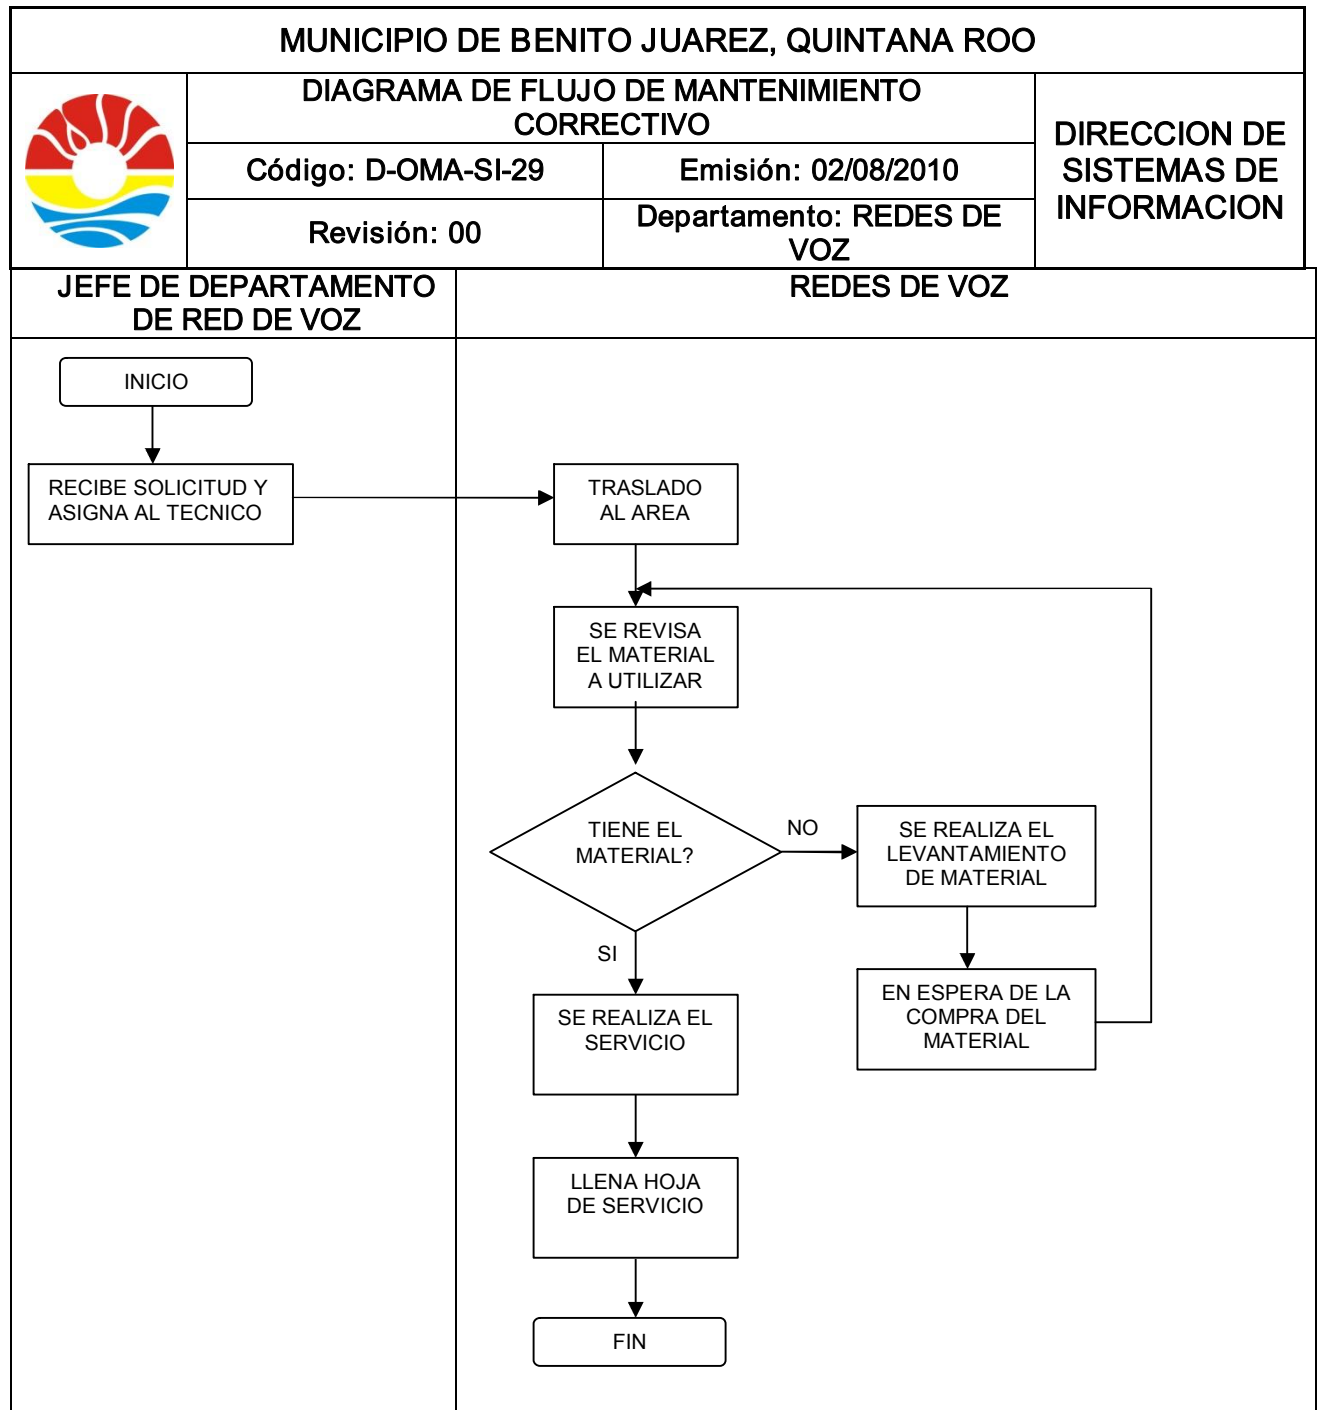 MUNICIPIO DE BENITO JUAREZ, QUINTANA ROO
DIAGRAMA DE FLUJO DE MANTENIMIENTO
CORRECTIVO
DIRECCION DE
SISTEMAS DE
INFORMACION
Código: D-OMA-SI-29
Emisión: 02/08/2010
Revisión: 00
Departamento: REDES DE
VOZ
JEFE DE DEPARTAMENTO
DE RED DE VOZ
REDES DE VOZ
INICIO
RECIBE SOLICITUD Y
ASIGNA AL TECNICO
TRASLADO
AL AREA
SE REVISA
EL MATERIAL
A UTILIZAR
TIENE EL
MATERIAL?
NO
SE REALIZA EL
LEVANTAMIENTO
DE MATERIAL
SI
EN ESPERA DE LA
COMPRA DEL
MATERIAL
SE REALIZA EL
SERVICIO
LLENA HOJA
DE SERVICIO
FIN